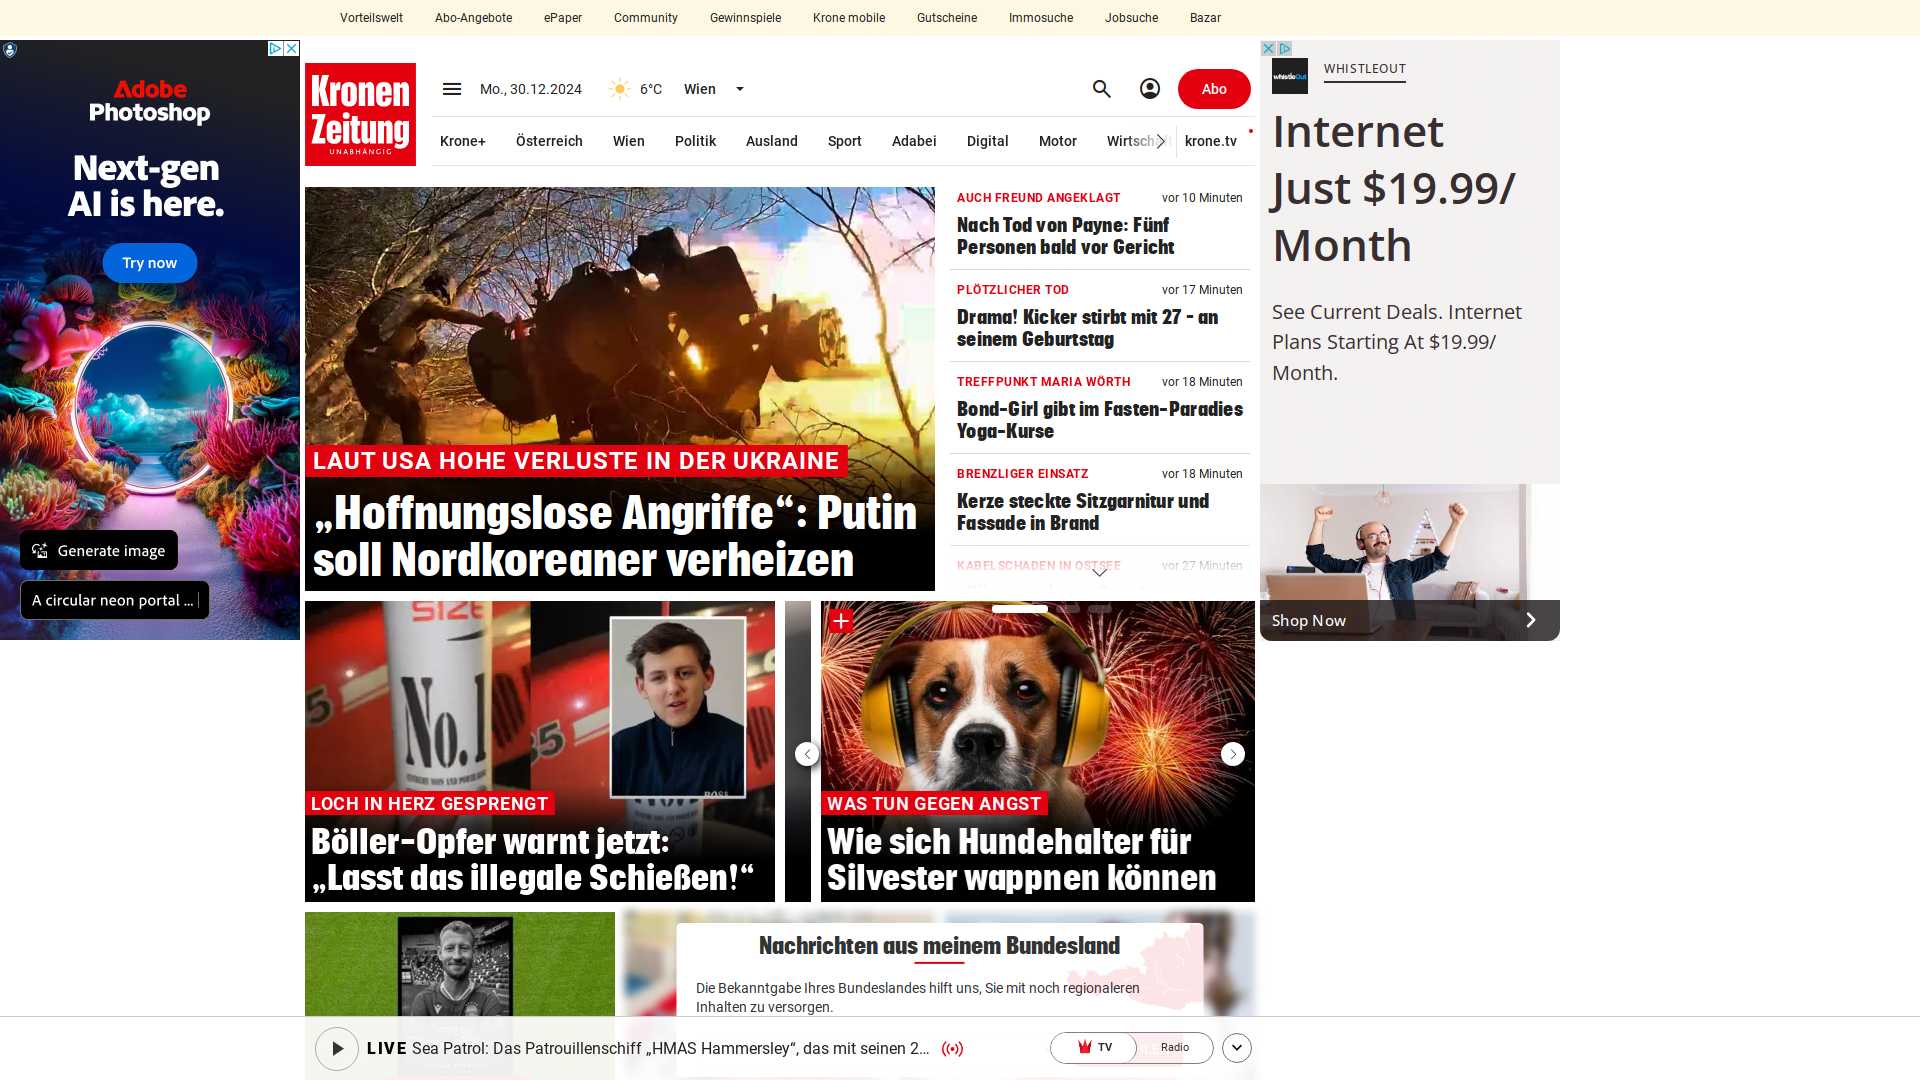 Vorteilswelt Abo-Angebote ePaper Community Gewinnspiele Krone mobile Gutscheine Immosuche Jobsuche Bazar
Adobe
Photoshop
Next-gen
AI is here.
Try now
Generate image
A circular neon portal ...
Kronen
Zeitung
UNABHÄNGIG
Mo., 30.12.2024 6°C Wien
Abo
Krone+ Österreich Wien Politik Ausland Sport Adabei Digital Motor Wirtschaft krone.tv
LAUT USA HOHE VERLUSTE IN DER UKRAINE
„Hoffnungslose Angriffe“: Putin
soll Nordkoreaner verheizen
AUCH FREUND ANGEKLAGT vor 10 Minuten
Nach Tod von Payne: Fünf
Personen bald vor Gericht
PLÖTZLICHER TOD vor 17 Minuten
Drama! Kicker stirbt mit 27 - an
seinem Geburtstag
TREFFPUNKT MARIA WÖRTH vor 18 Minuten
Bond-Girl gibt im Fasten-Paradies
Yoga-Kurse
BRENZLIGER EINSATZ vor 18 Minuten
Kerze steckte Sitzgarnitur und
Fassade in Brand
KABELSCHADEN IN OSTSEE vor 27 Minuten
whistleOut
WHISTLEOUT
Internet
Just $19.99/
Month
See Current Deals. Internet
Plans Starting At $19.99/
Month.
Shop Now
SIZE
No.1
LOCH IN HERZ GESPRENGT
Böller-Opfer warnt jetzt:
„Lasst das illegale Schießen!“
WAS TUN GEGEN ANGST
Wie sich Hundehalter für
Silvester wappnen können
Nachrichten aus meinem Bundesland
Die Bekanntgabe Ihres Bundeslandes hilft uns, Sie mit noch regionaleren
Inhalten zu versorgen.
LIVE Sea Patrol: Das Patrouillenschiff „HMAS Hammersley“, das mit seinen 2...
TV Radio